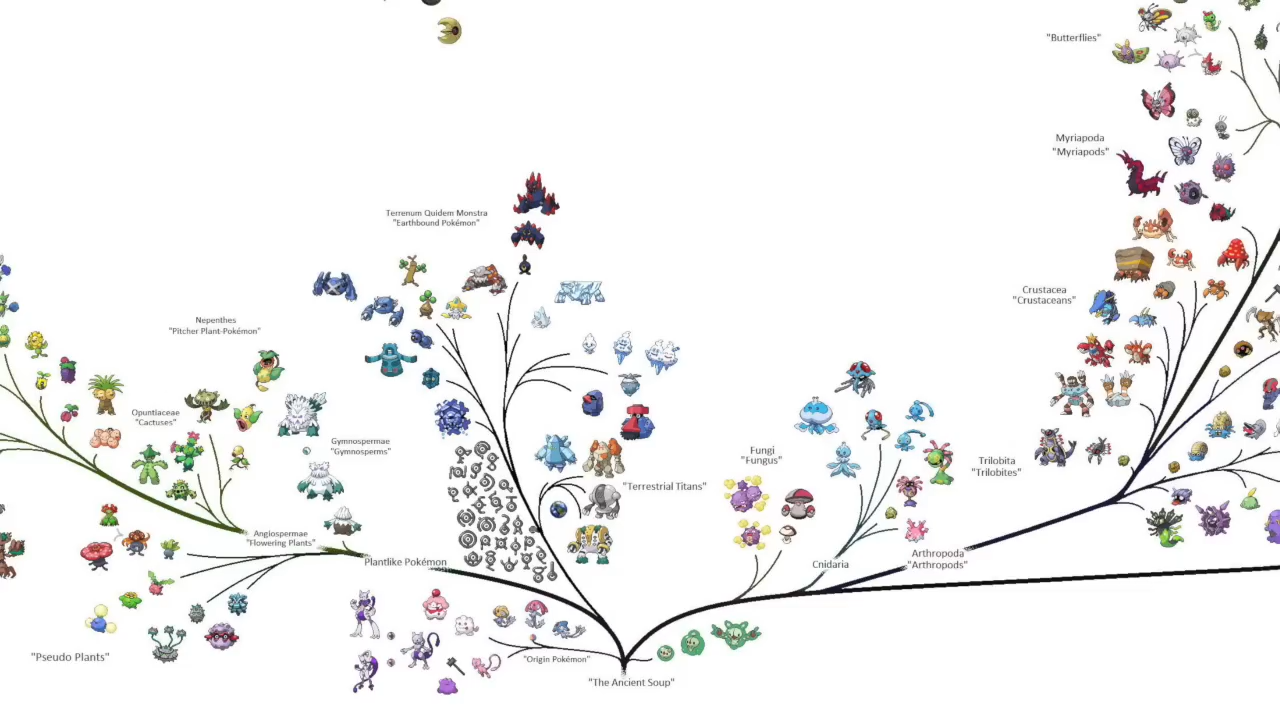 "Butterflies"
Myriapoda
"Myriapods"
Terrenum Quidem Monstra
"Earthbound Pokémon"
Crustacea
"Crustaceans"
Nepenthes
"Pitcher Plant-Pokémon"
Opuntiaceae
"Cactuses"
Gymnospermae
"Gymnosperms"
Fungi
"Fungus"
Trilobita
"Trilobites"
"Terrestrial Titans"
Angiospermae
"Flowering Plants"
Plantlike Pokémon
Cnidaria
Arthropoda
"Arthropods"
"Pseudo Plants"
"Origin Pokémon"
"The Ancient Soup"